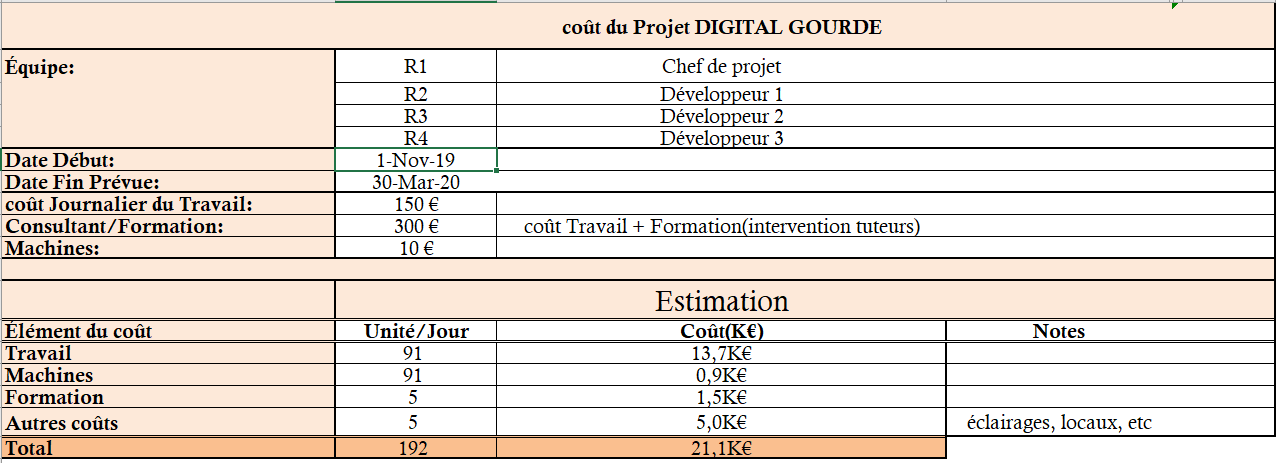 coût du Projet DIGITAL GOURDE
Équipe: R1 Chef de projet
R2 Développeur 1
R3 Développeur 2
R4 Développeur 3
Date Début: 1-Nov-19
Date Fin Prévue: 30-Mar-20
coût Journalier du Travail: 150 €
Consultant/Formation: 300 € coût Travail + Formation(intervention tuteurs)
Machines: 10 €
Estimation
Élément du coût Unité/Jour Coût(K€) Notes
Travail 91 13,7K€
Machines 91 0,9K€
Formation 5 1,5K€
Autres coûts 5 5,0K€ éclairages, locaux, etc
Total 192 21,1K€